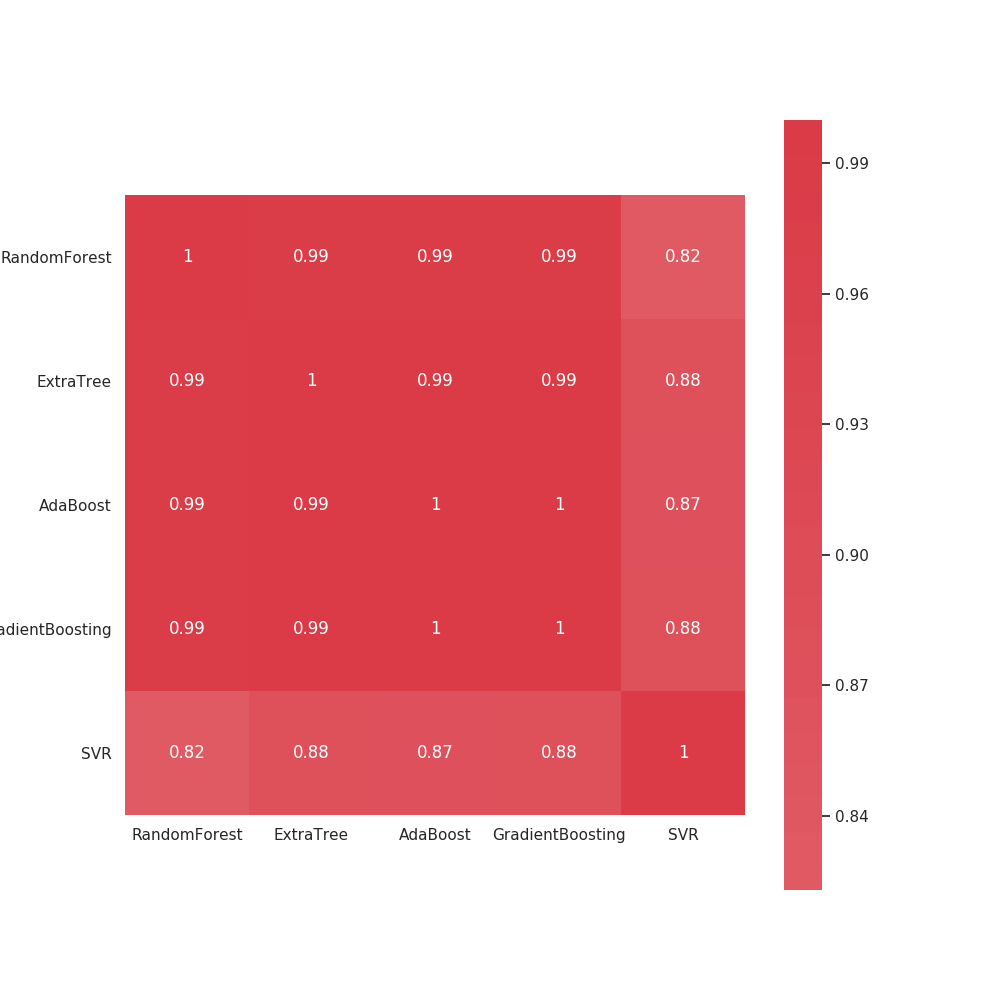 0.99
RandomForest 1 0.99 0.99 0.99 0.82
0.96
ExtraTree 0.99 1 0.99 0.99 0.88
0.93
AdaBoost 0.99 0.99 1 1 0.87
0.90
adientBoosting 0.99 0.99 1 1 0.88
0.87
SVR 0.82 0.88 0.87 0.88 1
0.84
RandomForest ExtraTree AdaBoost GradientBoosting SVR